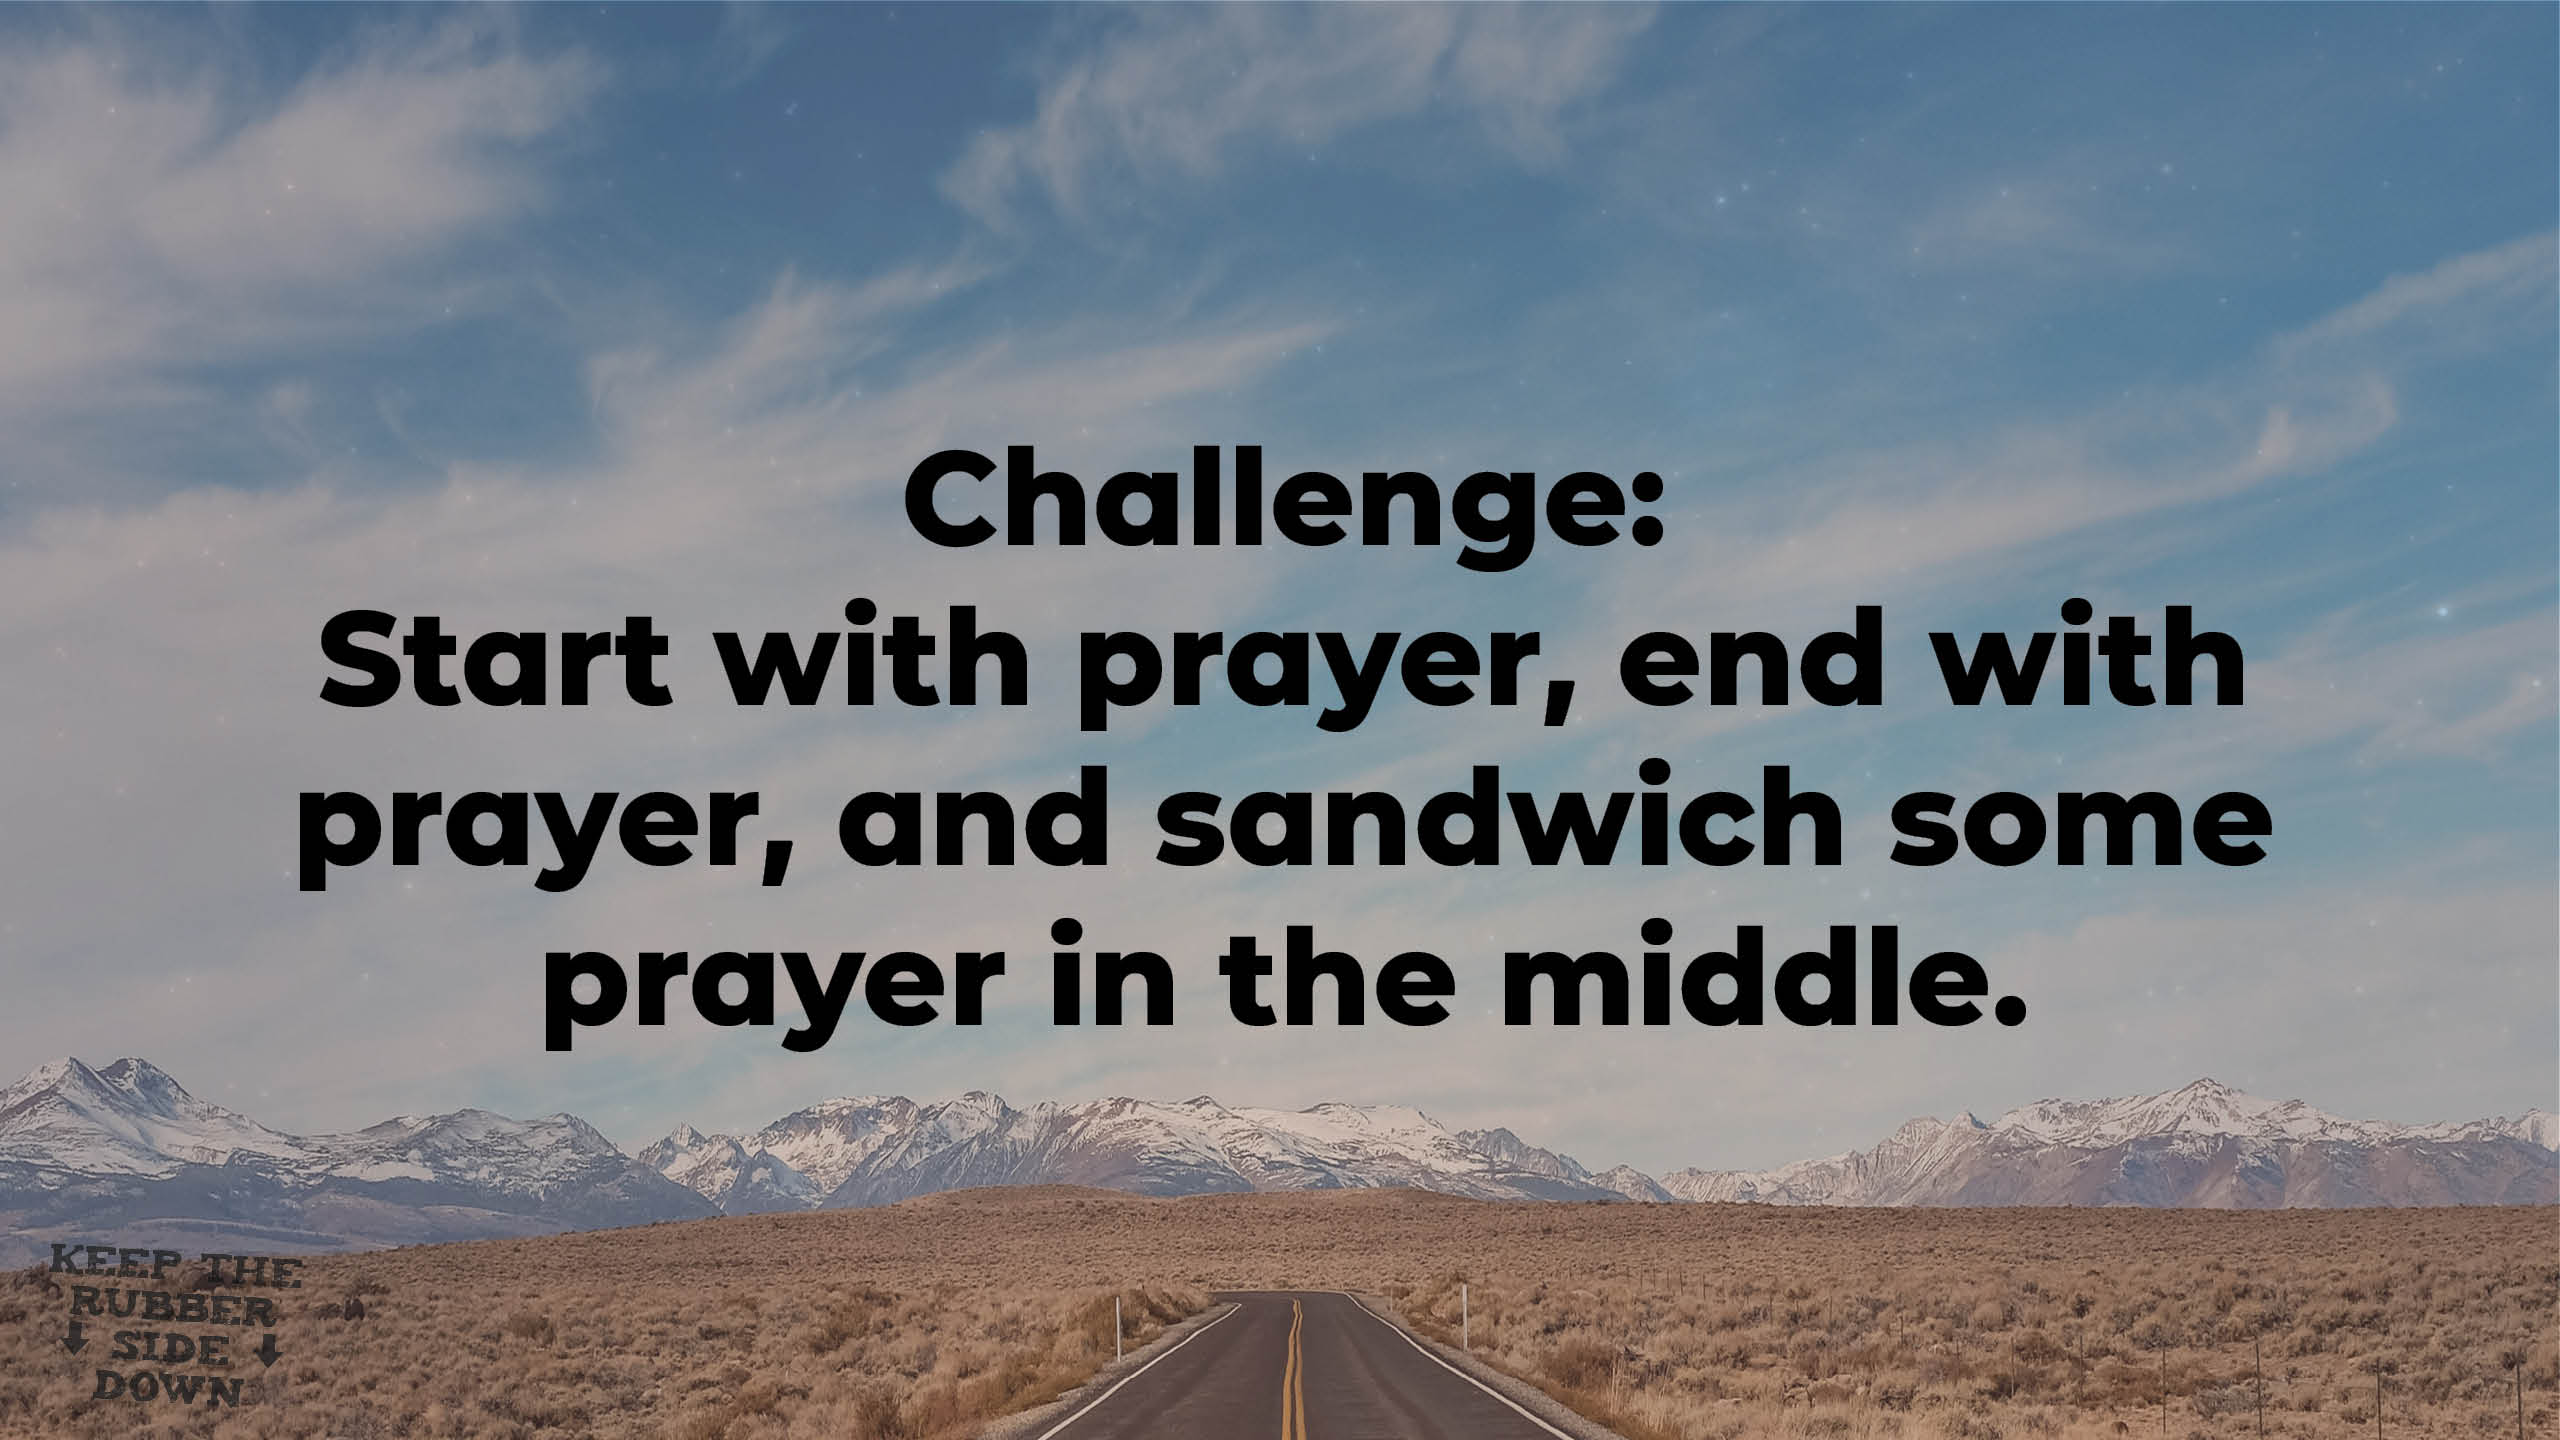 Challenge:
Start with prayer, end with
prayer, and sandwich some
prayer in the middle.
KEEP THE
RUBBER
SIDE
DOWN